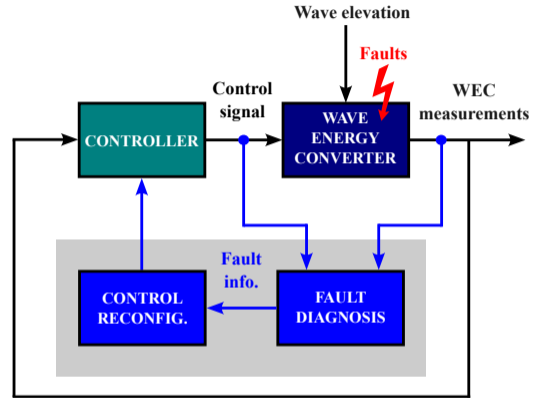 Wave elevation
Faults
Control
signal
WEC
measurements
CONTROLLER
WAVE
ENERGY
CONVERTER
Fault
info.
CONTROL
RECONFIG.
FAULT
DIAGNOSIS